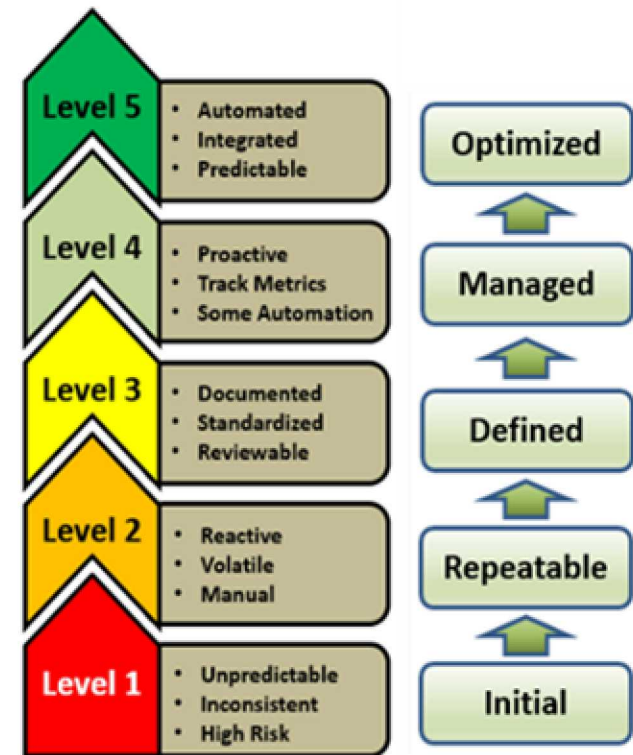 Level 5
Automated
Integrated
Predictable
Optimized
Level 4
Proactive
Track Metrics
Some Automation
Managed
Level 3
Documented
Standardized
Reviewable
Defined
Level 2
Reactive
Volatile
Manual
Repeatable
Level 1
Unpredictable
Inconsistent
High Risk
Initial